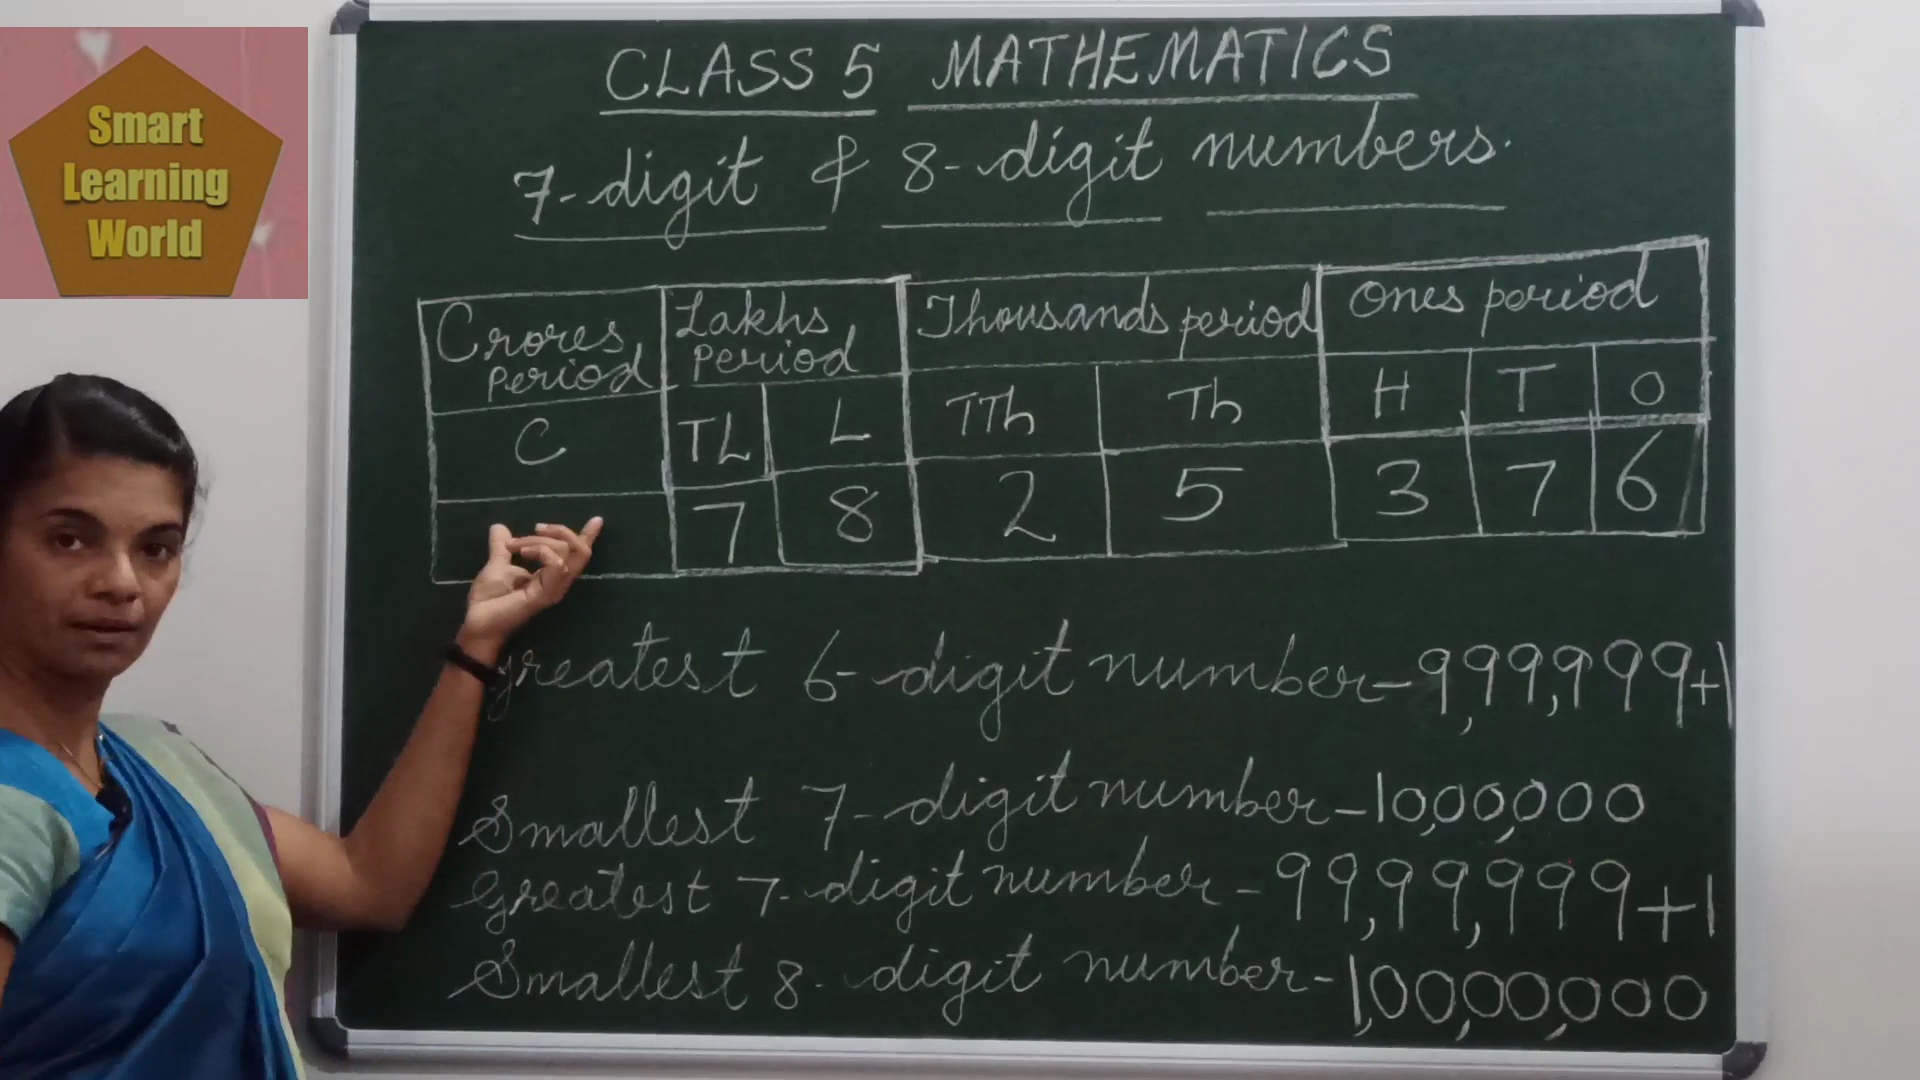 Smart
Learning
World
CLASS 5 MATHEMATICS
7-digit & 8-digit numbers.
Crores Period Lakhs Period Thousands period Ones period
C TL L TTh Th H T O
7 8 2 5 3 7 6
Greatest 6-digit number-9,99,999+1
Smallest 7-digit number-10,00,000
Greatest 7-digit number-99,99,999+1
Smallest 8-digit number-1,00,00,000